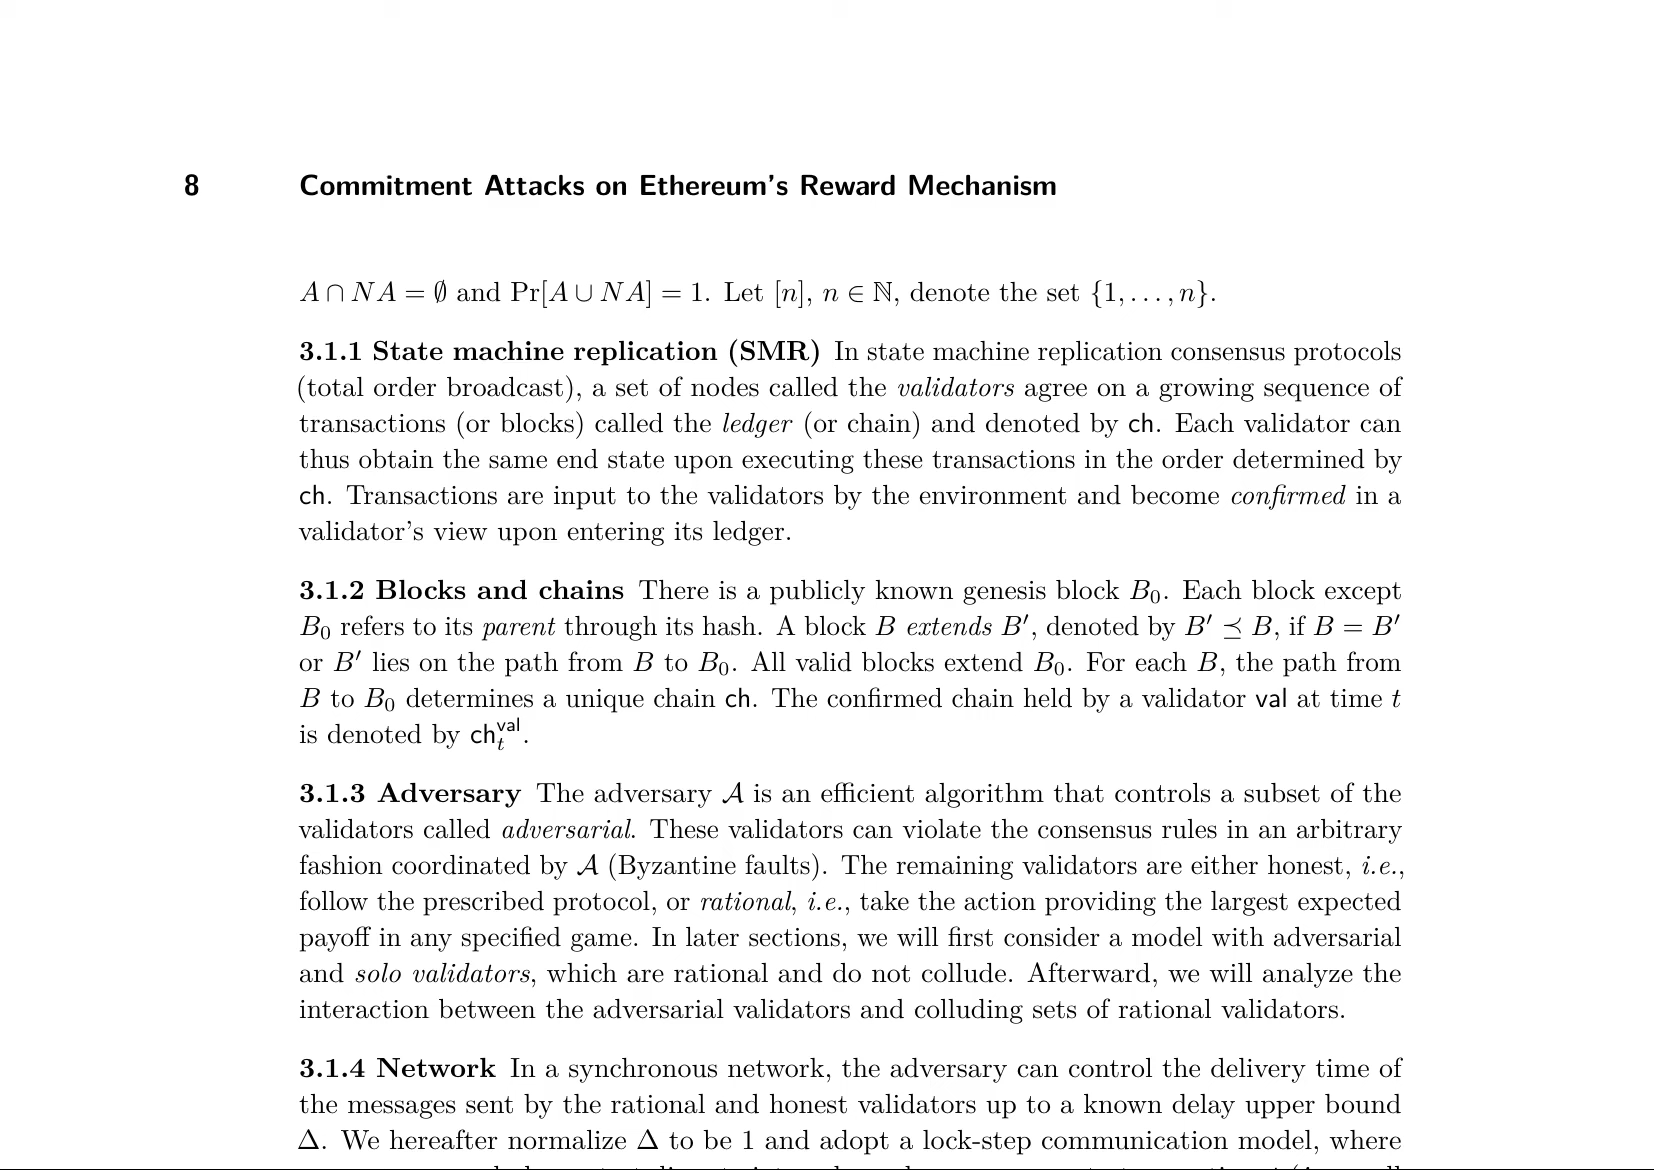 8 Commitment Attacks on Ethereum's Reward Mechanism
A ∩ NA = ∅ and Pr[A ∪ NA] = 1. Let [n], n ∈ ℕ, denote the set {1, . . . , n}.
3.1.1 State machine replication (SMR) In state machine replication consensus protocols
(total order broadcast), a set of nodes called the validators agree on a growing sequence of
transactions (or blocks) called the ledger (or chain) and denoted by ch. Each validator can
thus obtain the same end state upon executing these transactions in the order determined by
ch. Transactions are input to the validators by the environment and become confirmed in a
validator's view upon entering its ledger.
3.1.2 Blocks and chains There is a publicly known genesis block B₀. Each block except
B₀ refers to its parent through its hash. A block B extends B′, denoted by B′ ⪯ B, if B = B′
or B′ lies on the path from B to B₀. All valid blocks extend B₀. For each B, the path from
B to B₀ determines a unique chain ch. The confirmed chain held by a validator val at time t
is denoted by ch_t^val.
3.1.3 Adversary The adversary 𝒜 is an efficient algorithm that controls a subset of the
validators called adversarial. These validators can violate the consensus rules in an arbitrary
fashion coordinated by 𝒜 (Byzantine faults). The remaining validators are either honest, i.e.,
follow the prescribed protocol, or rational, i.e., take the action providing the largest expected
payoff in any specified game. In later sections, we will first consider a model with adversarial
and solo validators, which are rational and do not collude. Afterward, we will analyze the
interaction between the adversarial validators and colluding sets of rational validators.
3.1.4 Network In a synchronous network, the adversary can control the delivery time of
the messages sent by the rational and honest validators up to a known delay upper bound
Δ. We hereafter normalize Δ to be 1 and adopt a lock-step communication model, where